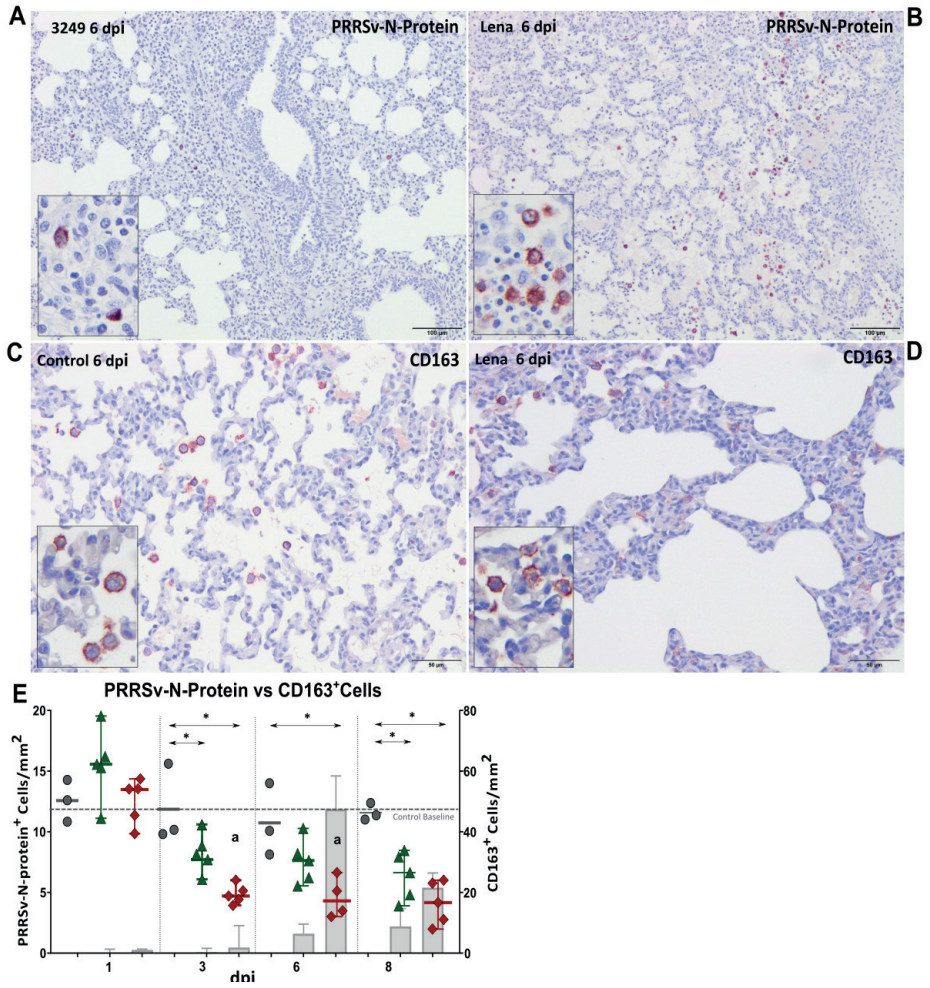 A
3249 6 dpi
PRRSv-N-Protein
100 µm
Lena 6 dpi
PRRSv-N-Protein
B
100 µm
C
Control 6 dpi
CD163
50 µm
Lena 6 dpi
CD163
D
50 µm
E
PRRSv-N-Protein vs CD163+Cells
PRRSv-N-protein+ Cells/mm2
20
15
10
5
0
CD163+ Cells/mm2
80
60
40
20
0
*
*
*
*
*
a
a
Control Baseline
1
3
6
8
dpi